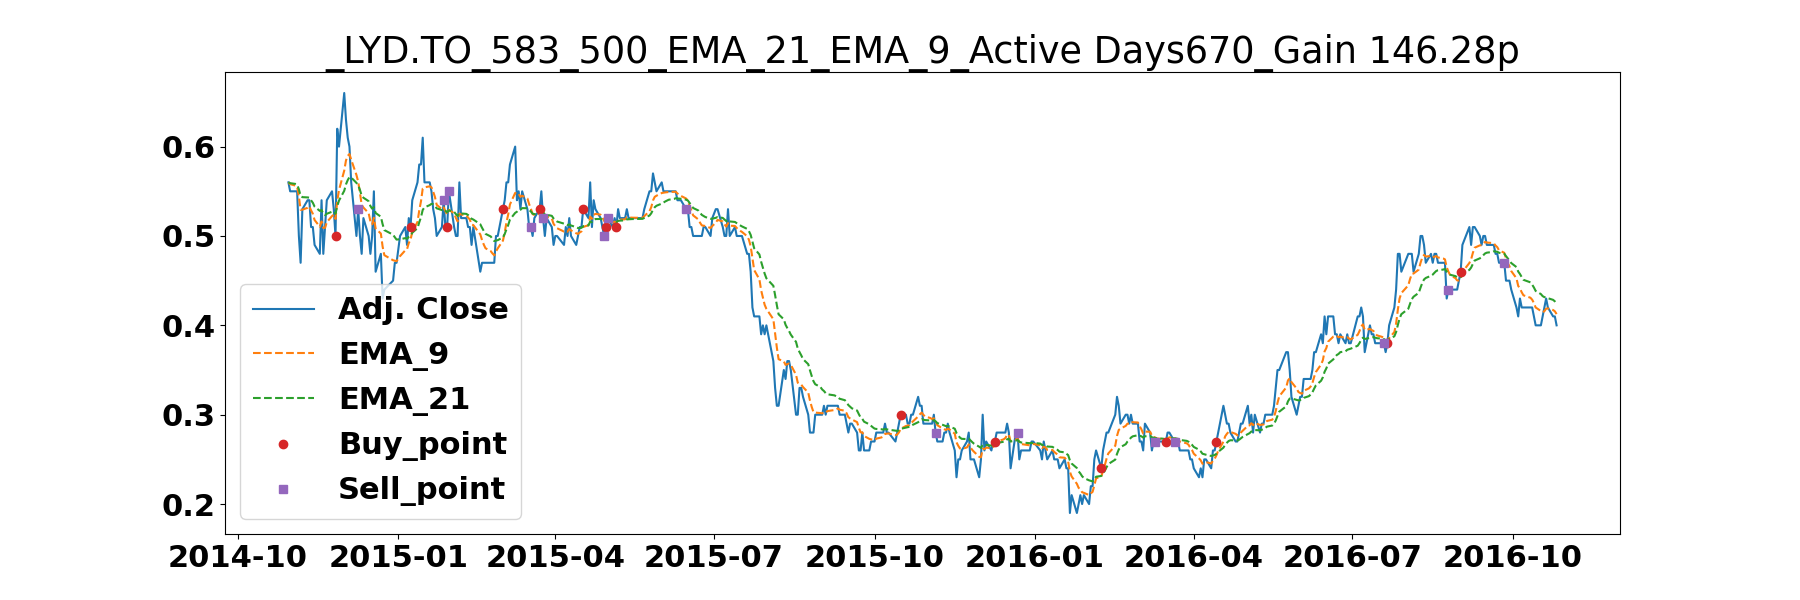 _LYD.TO_583_500_EMA_21_EMA_9_Active Days670_Gain 146.28p
0.6
0.5
0.4
0.3
0.2
Adj. Close
EMA_9
EMA_21
Buy_point
Sell_point
2014-10 2015-01 2015-04 2015-07 2015-10 2016-01 2016-04 2016-07 2016-10